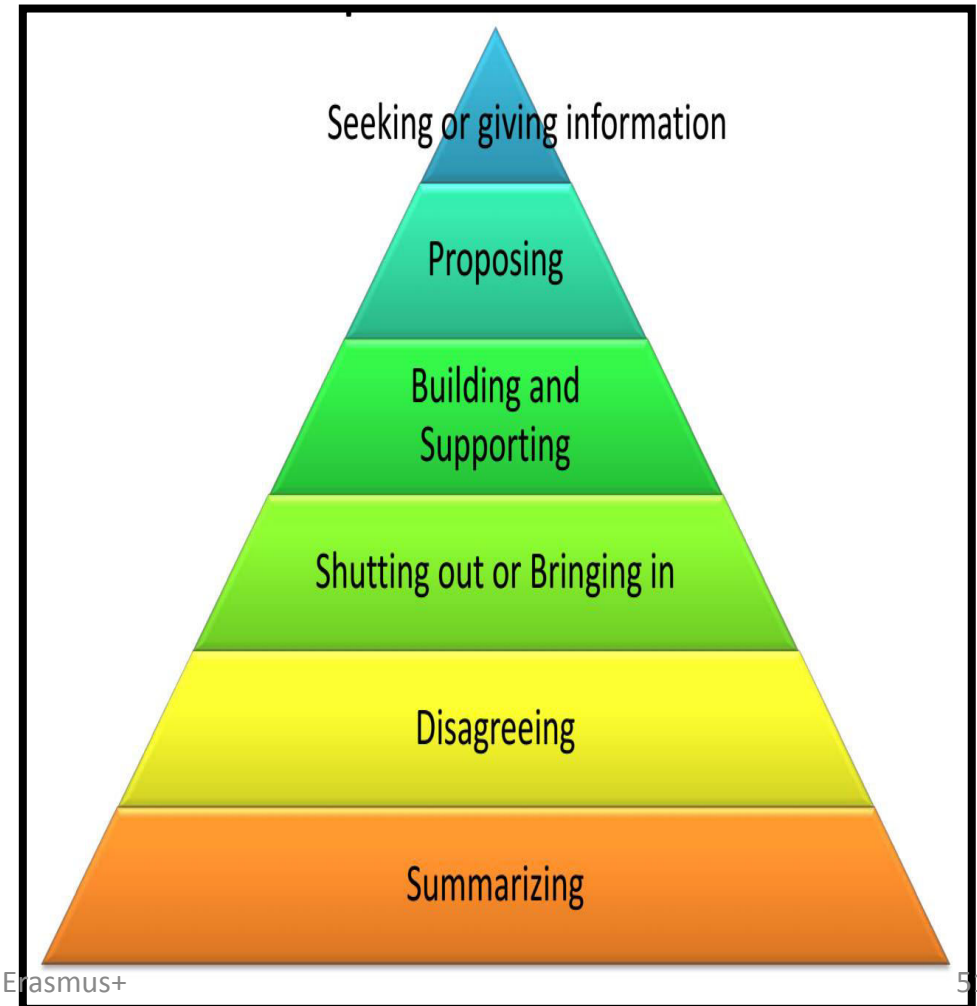 Seeking or giving information
Proposing
Building and
Supporting
Shutting out or Bringing in
Disagreeing
Summarizing
Erasmus+